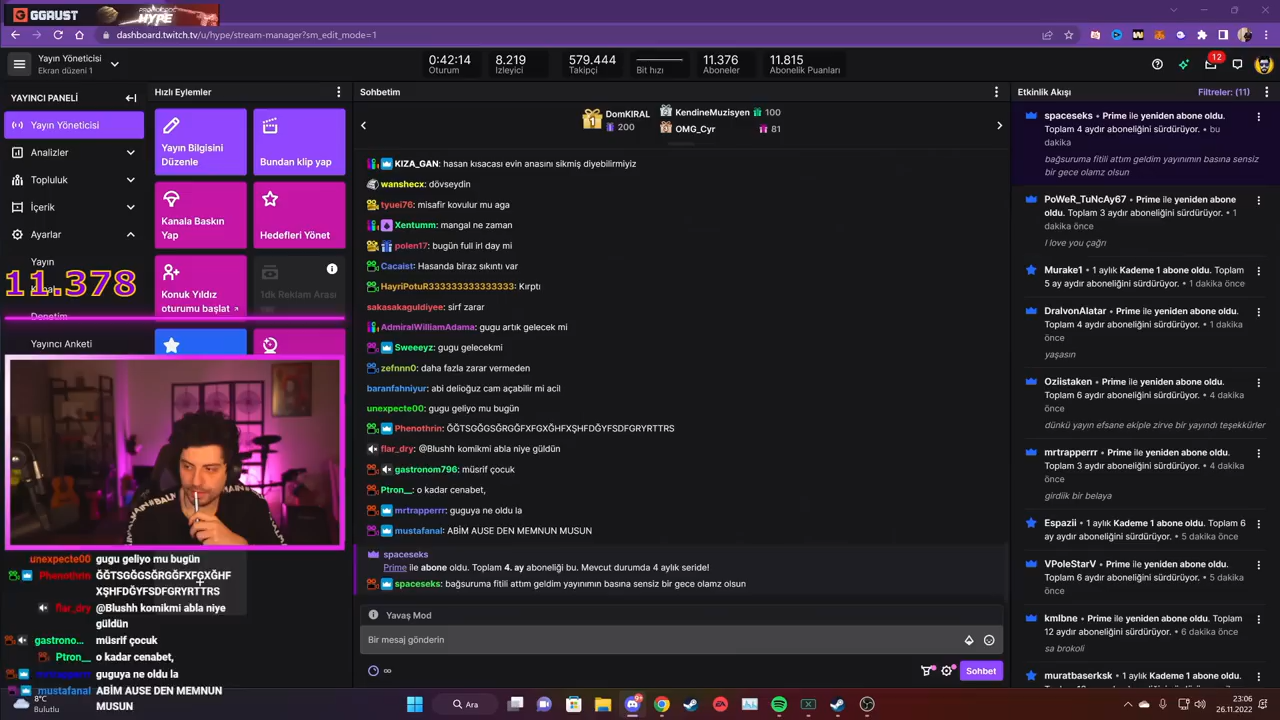 GGRUST
HYPE
dashboard.twitch.tv/u/hype/stream-manager?sm_edit_mode=1
Yayın Yöneticisi
Ekran düzeni 1
0:42:14
Oturum
8.219
İzleyici
579.444
Takipçi
Bit hızı
11.376
Aboneler
11.815
Abonelik Puanları
12
YAYINCI PANELİ
Yayın Yöneticisi
Analizler
Topluluk
İçerik
Ayarlar
Yayın
11.378
Denetim
Yayıncı Anketi
Hızlı Eylemler
Yayın Bilgisini
Düzenle
Bundan klip yap
Kanala Baskın
Yap
Hedefleri Yönet
Konuk Yıldız
oturumu başlat
1dk Reklam Arası
Sohbetim
1
DomKIRAL
200
2 KendineMuzisyen 100
3 OMG_Cyr 81
KIZA_GAN: hasan kısacası evin anasını sikmiş diyebilirmiyiz
wanshecx: dövseydin
tyuei76: misafir kovulur mu aga
Xentumm: mangal ne zaman
polen17: bugün full irl day mi
Cacaist: Hasanda biraz sıkıntı var
HayriPotuR333333333333333: Kırptı
sakasakaguldiyee: sirf zarar
AdmiralWilliamAdama: gugu artık gelecek mi
Sweeeyz: gugu gelecekmi
zefnnn0: daha fazla zarar vermeden
baranfahniyur: abi delioğuz cam açabilir mi acil
unexpecte00: gugu geliyo mu bugün
Phenothrin: ĞĞTSGĞGSĞRGĞFXFGXĞHFXŞHFDĞYFSDFGRYRTTRS
flar_dry: @Blushh komikmi abla niye güldün
gastronom796: müsrif çocuk
Ptron__: o kadar cenabet,
mrtrapperrr: guguya ne oldu la
mustafanal: ABİM AUSE DEN MEMNUN MUSUN
spaceseks
Prime ile abone oldu. Toplam 4. ay aboneliği bu. Mevcut durumda 4 aylık seride!
spaceseks: bağsuruma fitili attım geldim yayınımın basına sensiz bir gece olamz olsun
Yavaş Mod
Bir mesaj gönderin
Sohbet
Etkinlik Akışı
Filtreler: (11)
spaceseks • Prime ile yeniden abone oldu.
Toplam 4 aydır aboneliğini sürdürüyor. • bu
dakika
bağsuruma fitili attım geldim yayınımın basına sensiz
bir gece olamz olsun
PoWeR_TuNcAy67 • Prime ile yeniden abone
oldu. Toplam 3 aydır aboneliğini sürdürüyor. • 1
dakika önce
I love you çağrı
Murake1 • 1 aylık Kademe 1 abone oldu. Toplam
5 ay aydır aboneliğini sürdürüyor. • 1 dakika önce
DralvonAlatar • Prime ile yeniden abone oldu.
Toplam 4 aydır aboneliğini sürdürüyor. • 1 dakika
önce
yaşasın
Oziistaken • Prime ile yeniden abone oldu.
Toplam 6 aydır aboneliğini sürdürüyor. • 4 dakika
önce
dünkü yayın efsane ekiple zirve bir yayındı teşekkürler
mrtrapperrr • Prime ile yeniden abone oldu.
Toplam 3 aydır aboneliğini sürdürüyor. • 4 dakika
önce
girdiik bir belaya
Espazii • 1 aylık Kademe 1 abone oldu. Toplam 6
ay aydır aboneliğini sürdürüyor. • 5 dakika önce
VPoleStarV • Prime ile yeniden abone oldu.
Toplam 6 aydır aboneliğini sürdürüyor. • 5 dakika
önce
kmlbne • Prime ile yeniden abone oldu. Toplam
12 aydır aboneliğini sürdürüyor. • 6 dakika önce
sa brokoli
muratbaserksk • Prime ile yeniden abone oldu.
unexpecte00 gugu geliyo mu bugün
Phenothrin ĞĞTSGĞGSĞRGĞFXFGXĞHF
XŞHFDĞYFSDFGRYRTTRS
flar_dry @Blushh komikmi abla niye
güldün
gastrono... müsrif çocuk
Ptron__ o kadar cenabet,
mrtrapperrr guguya ne oldu la
mustafanal ABİM AUSE DEN MEMNUN
MUSUN
8°C
Bulutlu
Ara
23:06
26.11.2022